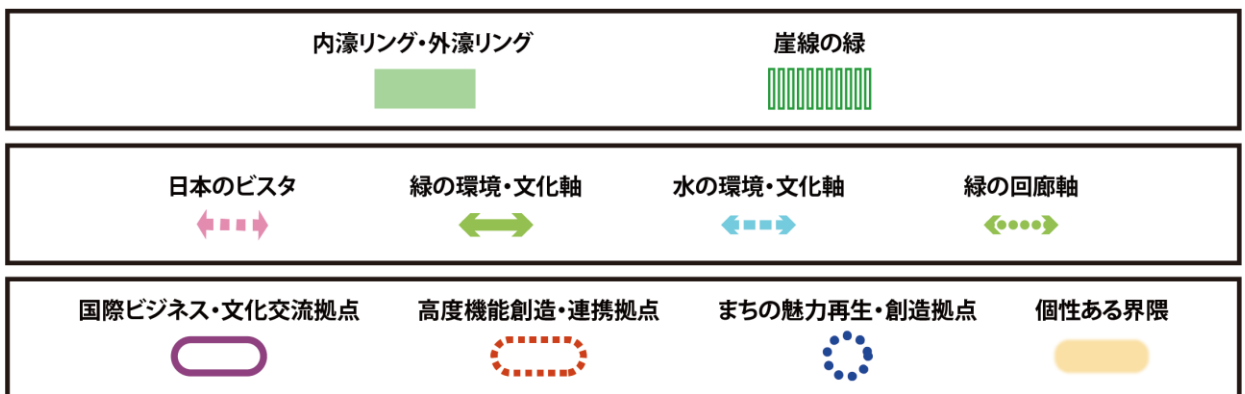 内濠リング・外濠リング
崖線の緑
日本のビスタ
緑の環境・文化軸
水の環境・文化軸
緑の回廊軸
国際ビジネス・文化交流拠点
高度機能創造・連携拠点
まちの魅力再生・創造拠点
個性ある界隈